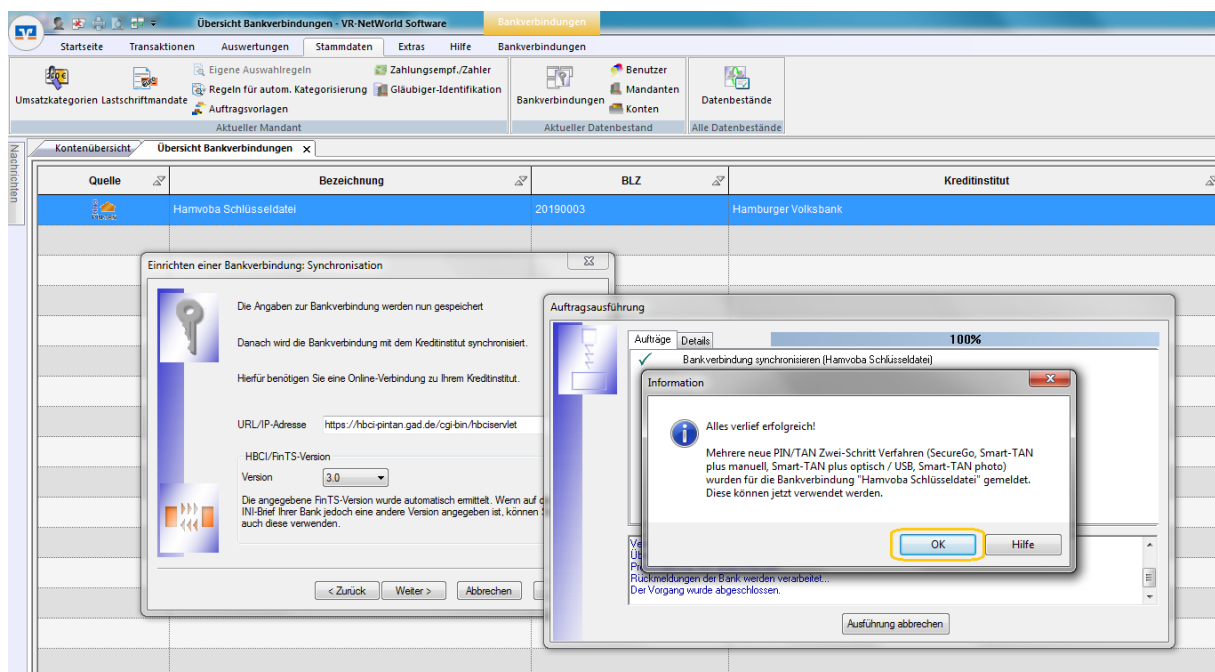 Übersicht Bankverbindungen - VR-NetWorld Software
Bankverbindungen
Startseite Transaktionen Auswertungen Stammdaten Extras Hilfe Bankverbindungen
Umsatzkategorien
Lastschriftmandate
Eigene Auswahlregeln
Regeln für autom. Kategorisierung
Auftragsvorlagen
Zahlungsempf./Zahler
Gläubiger-Identifikation
Aktueller Mandant
Bankverbindungen
Benutzer
Mandanten
Konten
Aktueller Datenbestand
Datenbestände
Alle Datenbestände
Nachrichten
Kontenübersicht
Übersicht Bankverbindungen x
Quelle Bezeichnung BLZ Kreditinstitut
Hamvoba Schlüsseldatei 20190003 Hamburger Volksbank
Einrichten einer Bankverbindung: Synchronisation
Die Angaben zur Bankverbindung werden nun gespeichert
Danach wird die Bankverbindung mit dem Kreditinstitut synchronisiert.
Hierfür benötigen Sie eine Online-Verbindung zu Ihrem Kreditinstitut.
URL/IP-Adresse https://hbci-pintan.gad.de/cgi-bin/hbciservlet
HBCI/FinTS-Version
Version 3.0
Die angegebene FinTS-Version wurde automatisch ermittelt. Wenn auf
INI-Brief Ihrer Bank jedoch eine andere Version angegeben ist, können
auch diese verwenden.
< Zurück Weiter > Abbrechen
Auftragsausführung
Aufträge Details 100%
Bankverbindung synchronisieren (Hamvoba Schlüsseldatei)
Information
Alles verlief erfolgreich!
Mehrere neue PIN/TAN Zwei-Schritt Verfahren (SecureGo, Smart-TAN
plus manuell, Smart-TAN plus optisch / USB, Smart-TAN photo)
wurden für die Bankverbindung "Hamvoba Schlüsseldatei" gemeldet.
Diese können jetzt verwendet werden.
OK Hilfe
Rückmeldungen der Bank werden verarbeitet...
Der Vorgang wurde abgeschlossen.
Ausführung abbrechen